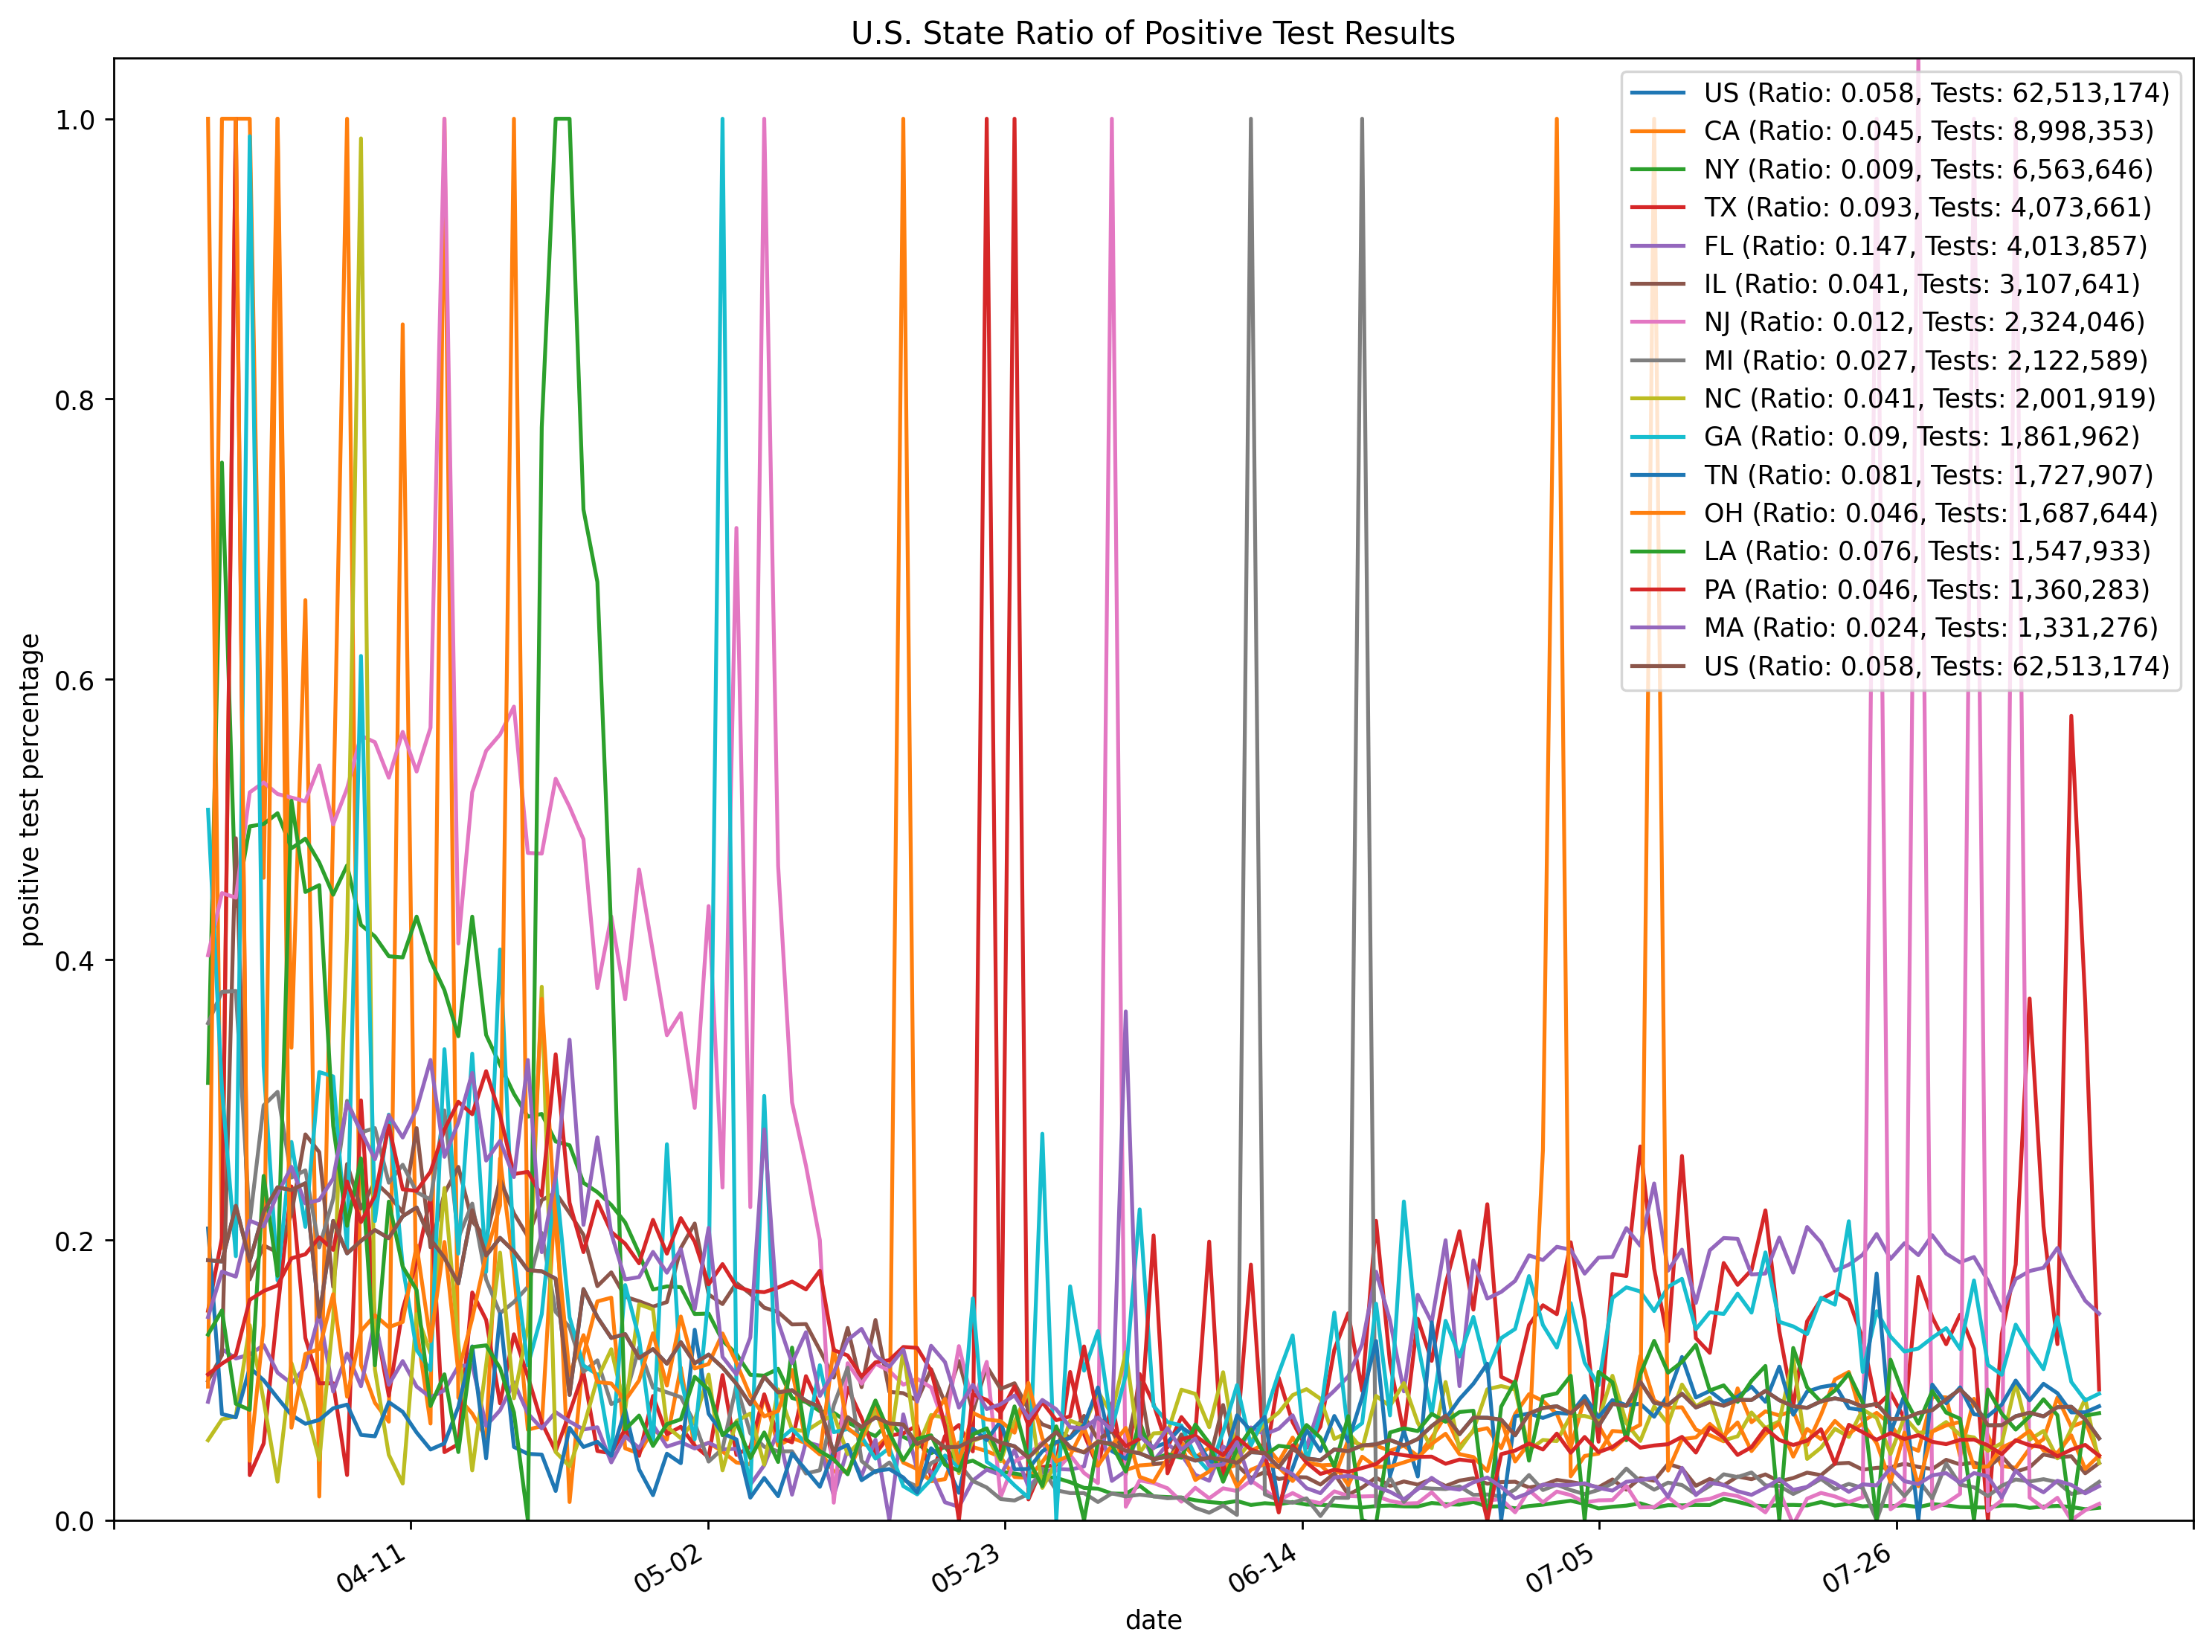 U.S. State Ratio of Positive Test Results
1.0
0.8
0.6
0.4
0.2
0.0
positive test percentage
US (Ratio: 0.058, Tests: 62,513,174)
CA (Ratio: 0.045, Tests: 8,998,353)
NY (Ratio: 0.009, Tests: 6,563,646)
TX (Ratio: 0.093, Tests: 4,073,661)
FL (Ratio: 0.147, Tests: 4,013,857)
IL (Ratio: 0.041, Tests: 3,107,641)
NJ (Ratio: 0.012, Tests: 2,324,046)
MI (Ratio: 0.027, Tests: 2,122,589)
NC (Ratio: 0.041, Tests: 2,001,919)
GA (Ratio: 0.09, Tests: 1,861,962)
TN (Ratio: 0.081, Tests: 1,727,907)
OH (Ratio: 0.046, Tests: 1,687,644)
LA (Ratio: 0.076, Tests: 1,547,933)
PA (Ratio: 0.046, Tests: 1,360,283)
MA (Ratio: 0.024, Tests: 1,331,276)
US (Ratio: 0.058, Tests: 62,513,174)
04-11
05-02
05-23
06-14
07-05
07-26
date